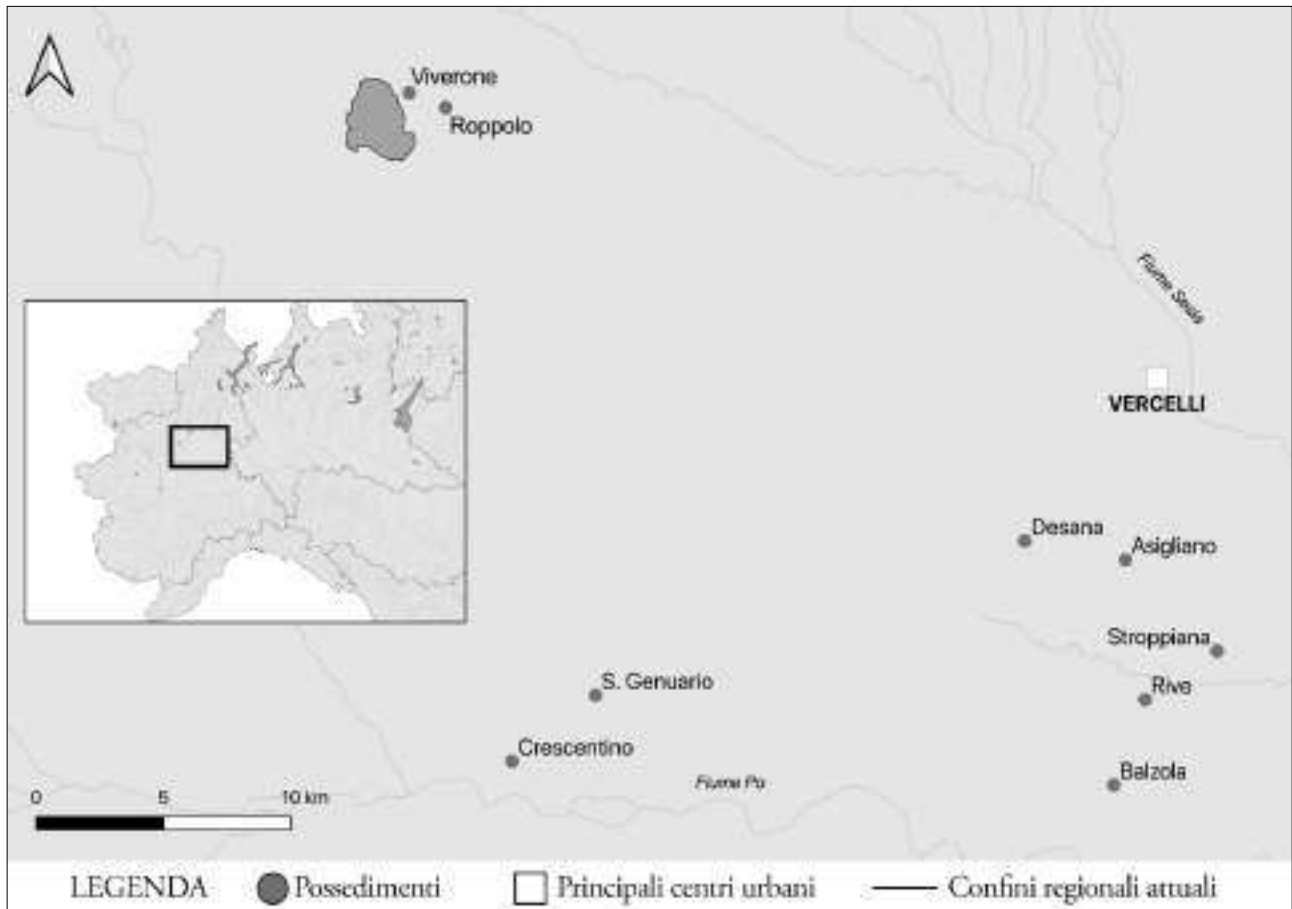 Viverone
Roppolo
Fiume Sesia
VERCELLI
Desana
Asigliano
Stroppiana
S. Genuario
Rive
Crescentino
Fiume Po
Balzola
0 5 10 km
LEGENDA Possedimenti Principali centri urbani Confini regionali attuali